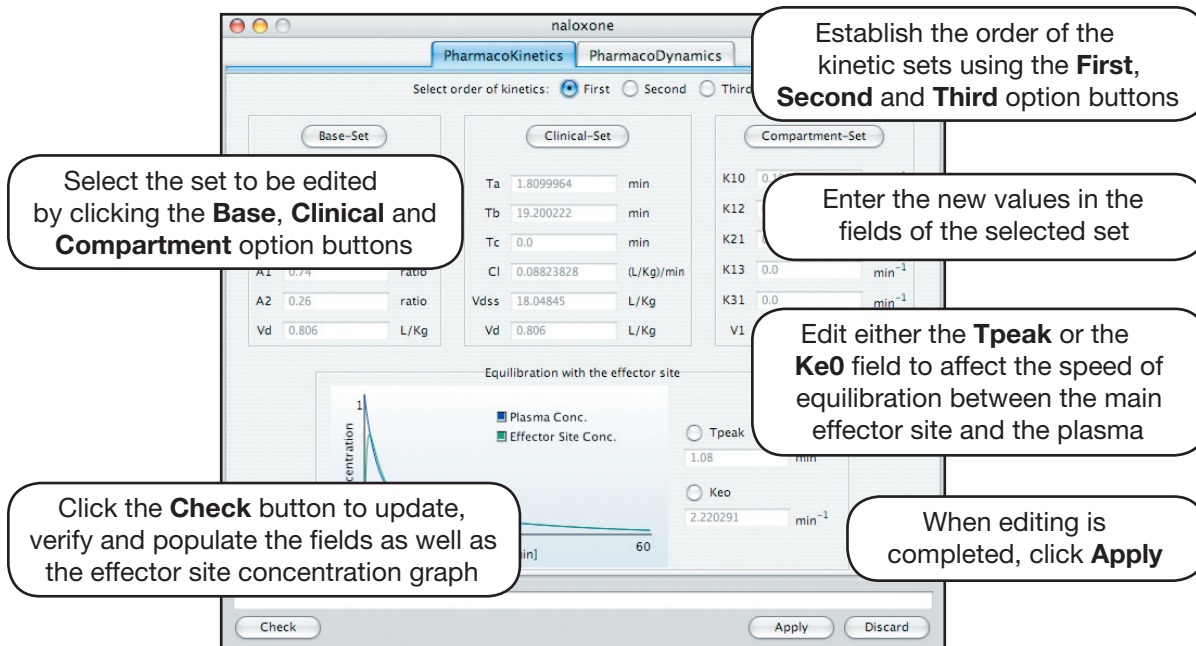 naloxone
PharmacoKinetics PharmacoDynamics
Select order of kinetics: First Second Third
Establish the order of the
kinetic sets using the First,
Second and Third option buttons
Base-Set Clinical-Set Compartment-Set
Select the set to be edited
by clicking the Base, Clinical and
Compartment option buttons
A1 0.74 ratio
A2 0.26 ratio
Vd 0.806 L/Kg
Ta 1.8099964 min
Tb 19.200222 min
Tc 0.0 min
Cl 0.08823828 (L/Kg)/min
Vdss 18.04845 L/Kg
Vd 0.806 L/Kg
K10
K12
K21
K13 0.0 min⁻¹
K31 0.0 min⁻¹
V1
Enter the new values in the
fields of the selected set
Edit either the Tpeak or the
Ke0 field to affect the speed of
equilibration between the main
effector site and the plasma
Equilibration with the effector site
1
Plasma Conc.
Effector Site Conc.
60
Tpeak
1.08 min
Keo
2.220291 min⁻¹
Click the Check button to update,
verify and populate the fields as well as
the effector site concentration graph
When editing is
completed, click Apply
Check Apply Discard